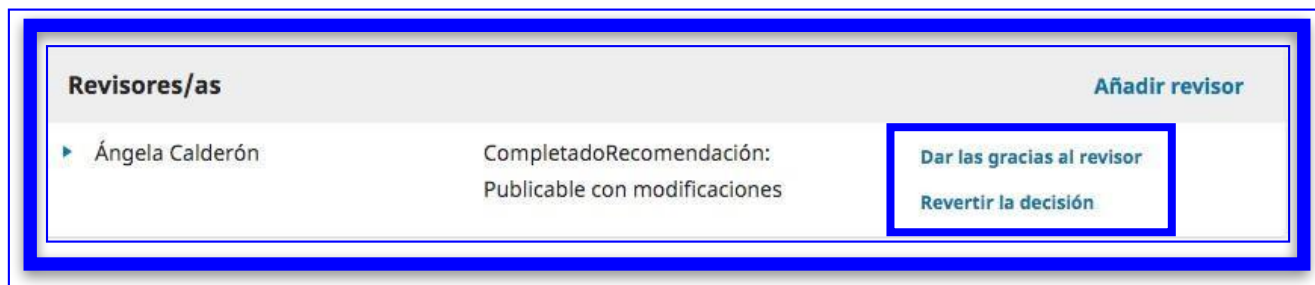 Revisores/as
Añadir revisor
Ángela Calderón
CompletadoRecomendación:
Publicable con modificaciones
Dar las gracias al revisor
Revertir la decisión